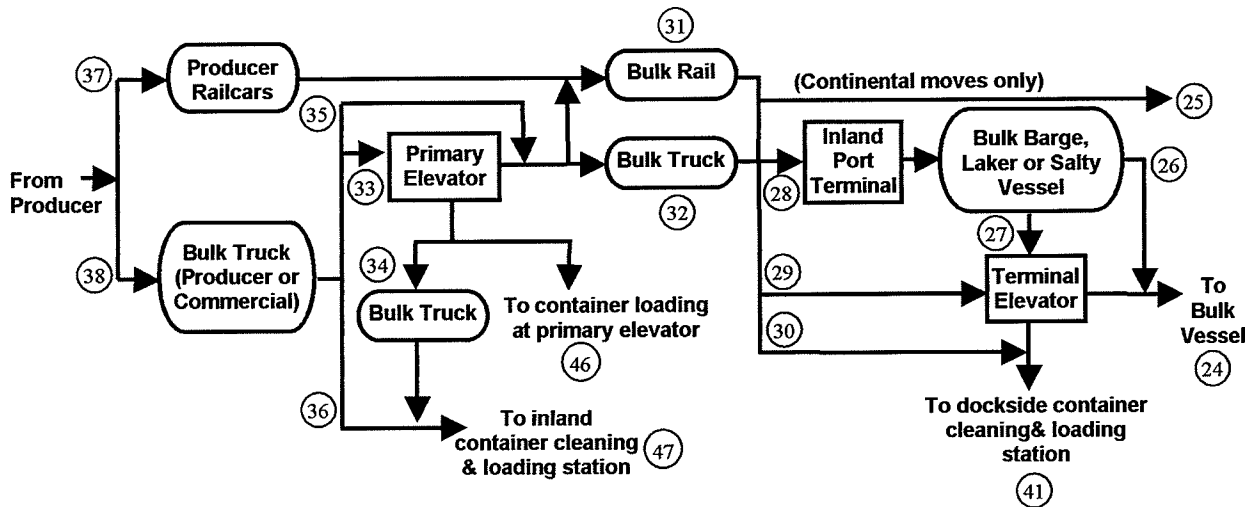 37
Producer
Railcars
35
31
Bulk Rail
(Continental moves only)
25
From
Producer
33
Primary
Elevator
Bulk Truck
32
28
Inland
Port
Terminal
Bulk Barge,
Laker or Salty
Vessel
26
27
38
Bulk Truck
(Producer or
Commercial)
34
Bulk Truck
To container loading
at primary elevator
46
29
Terminal
Elevator
30
To
Bulk
Vessel
24
36
To inland
container cleaning
& loading station
47
To dockside container
cleaning& loading
station
41